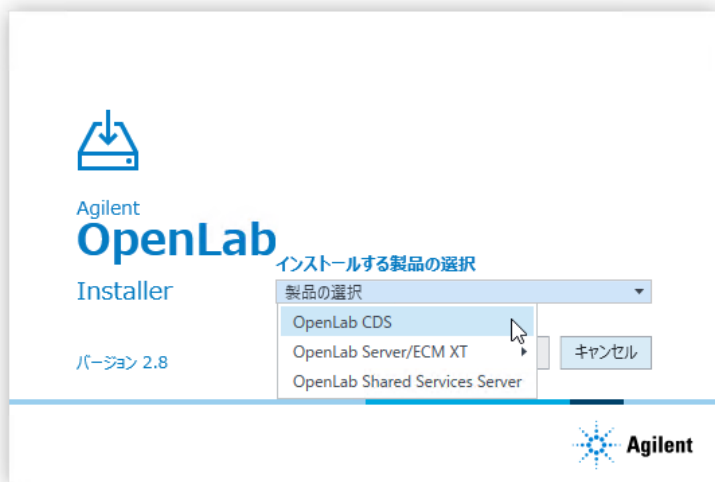 Agilent
OpenLab
Installer
バージョン 2.8
インストールする製品の選択
製品の選択
OpenLab CDS
OpenLab Server/ECM XT
OpenLab Shared Services Server
キャンセル
Agilent